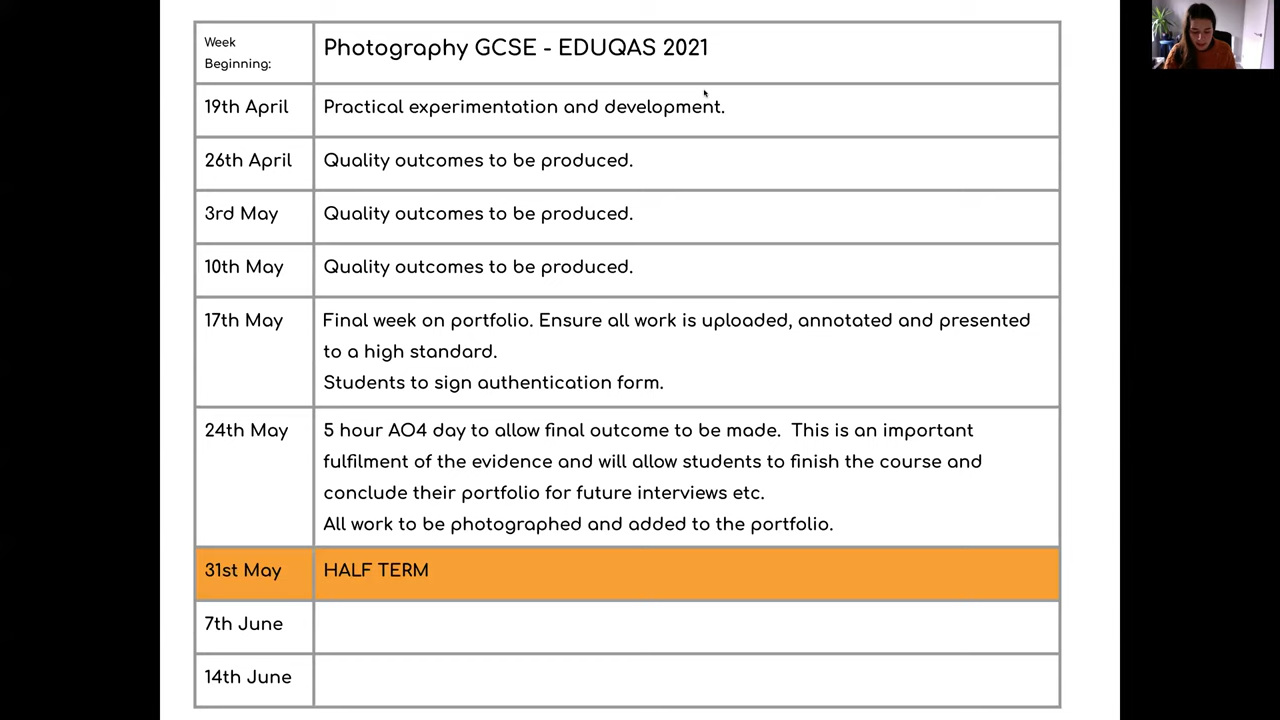 Week
Beginning:
Photography GCSE - EDUQAS 2021
19th April
Practical experimentation and development.
26th April
Quality outcomes to be produced.
3rd May
Quality outcomes to be produced.
10th May
Quality outcomes to be produced.
17th May
Final week on portfolio. Ensure all work is uploaded, annotated and presented
to a high standard.
Students to sign authentication form.
24th May
5 hour AO4 day to allow final outcome to be made.  This is an important
fulfilment of the evidence and will allow students to finish the course and
conclude their portfolio for future interviews etc.
All work to be photographed and added to the portfolio.
31st May
HALF TERM
7th June
14th June